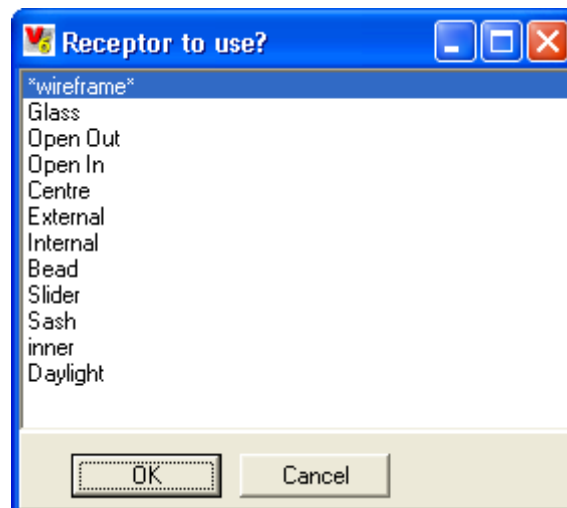 Receptor to use?
*wireframe*
Glass
Open Out
Open In
Centre
External
Internal
Bead
Slider
Sash
inner
Daylight
OK Cancel